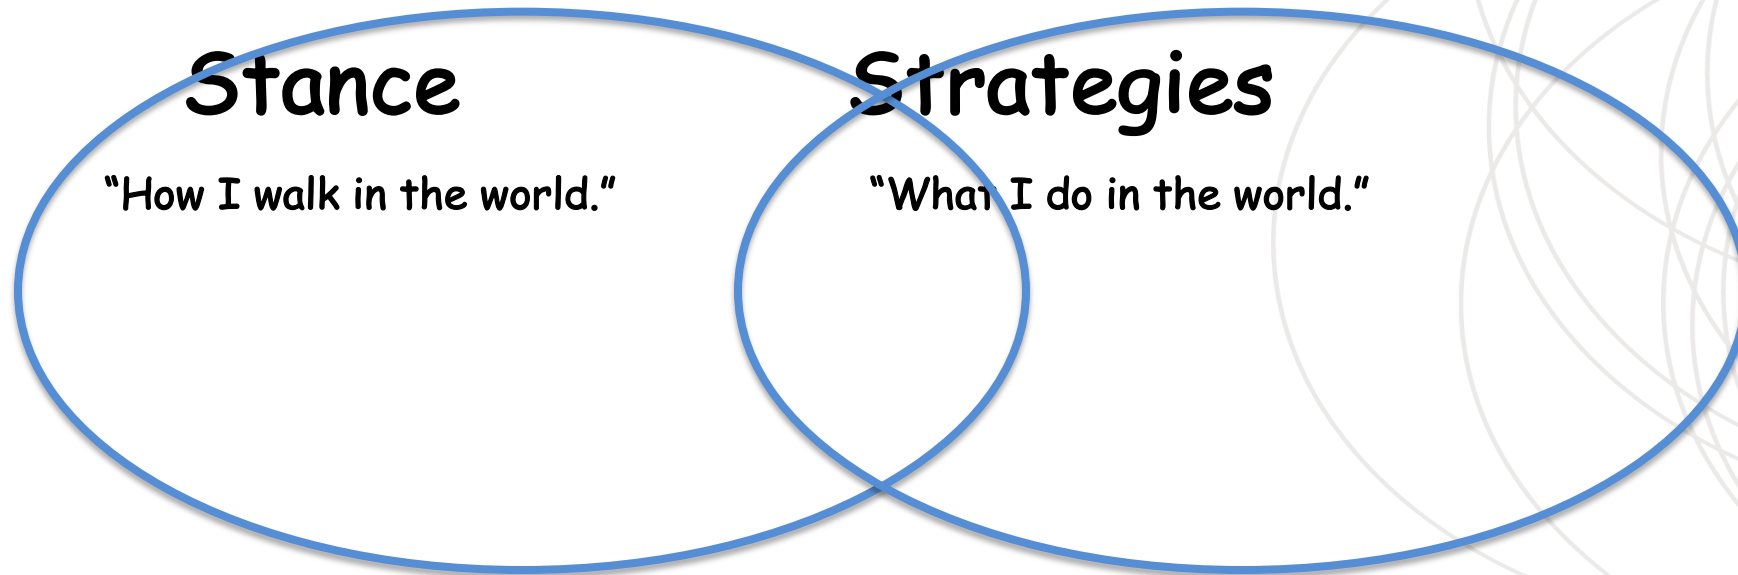 Stance
Strategies
“How I walk in the world.”
“What I do in the world.”